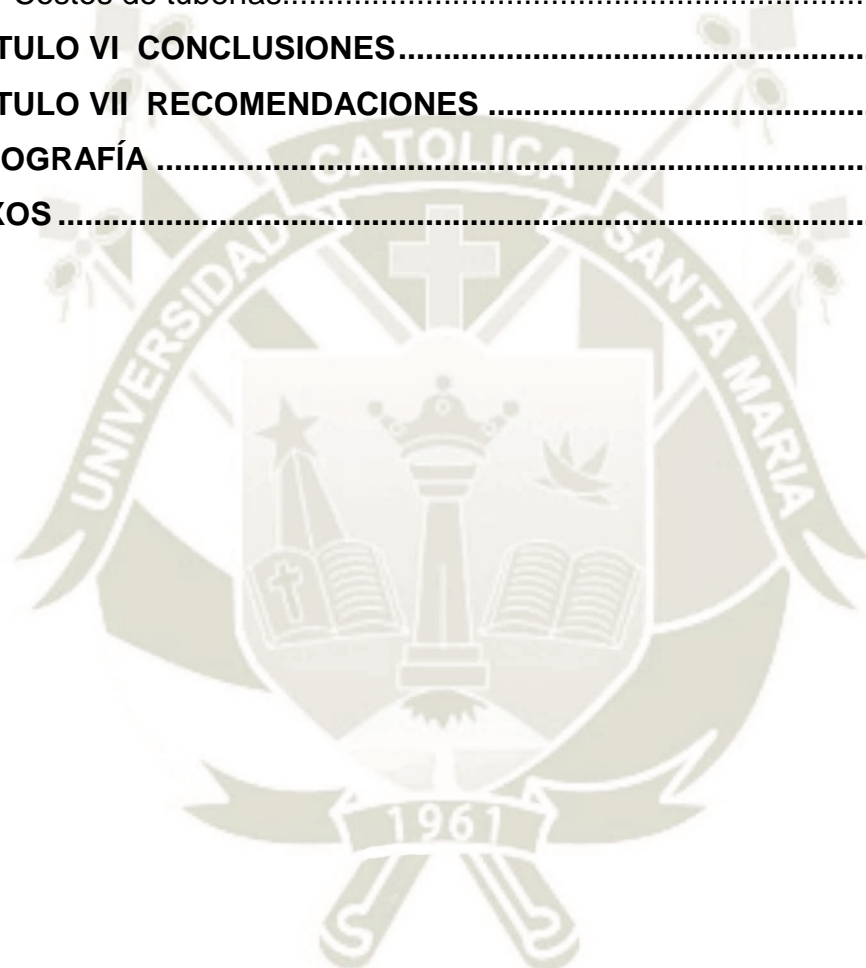 Costos de tuberías........................................................................
TULO VI  CONCLUSIONES........................................................
TULO VII  RECOMENDACIONES ..............................................
OGRAFÍA ....................................................................................
XOS ...............................................................................................
UNIVERSIDAD CATOLICA SANTA MARIA
1961
S S